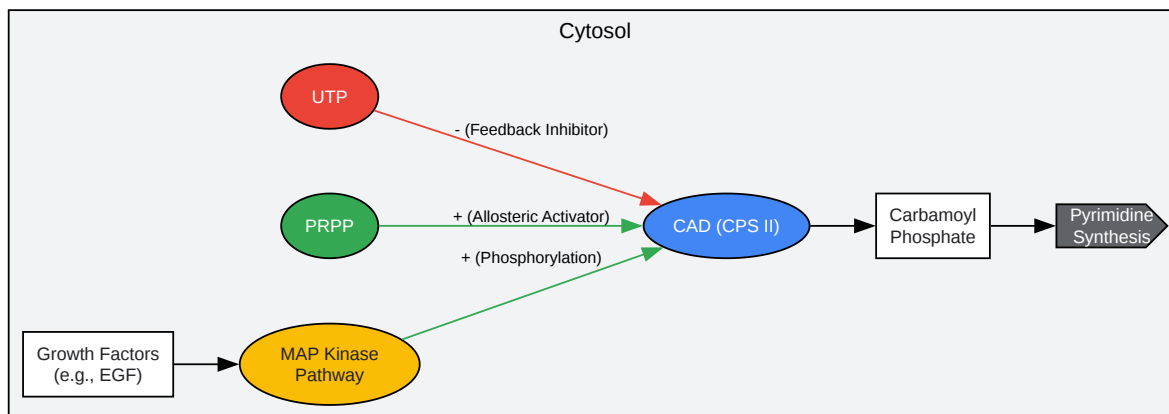 Cytosol
UTP
- (Feedback Inhibitor)
PRPP
+ (Allosteric Activator)
CAD (CPS II)
Carbamoyl
Phosphate
Pyrimidine
Synthesis
+ (Phosphorylation)
Growth Factors
(e.g., EGF)
MAP Kinase
Pathway